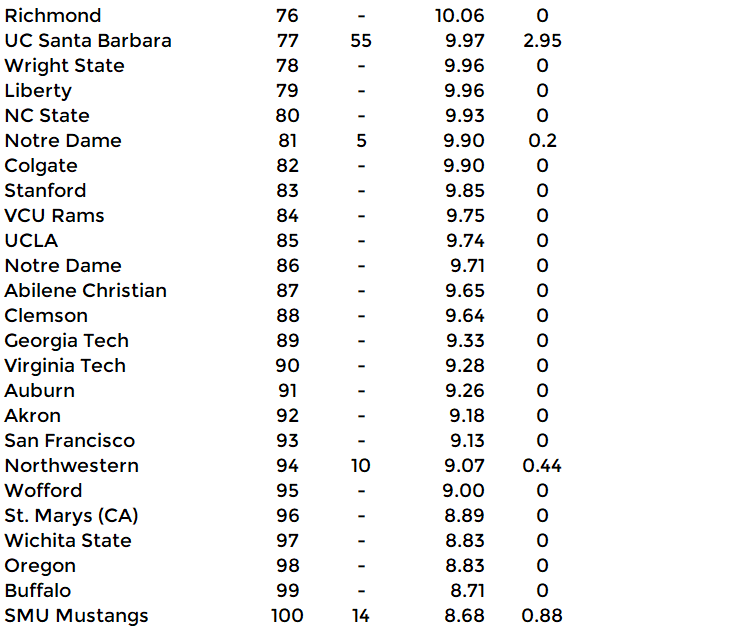 Richmond 76 - 10.06 0
UC Santa Barbara 77 55 9.97 2.95
Wright State 78 - 9.96 0
Liberty 79 - 9.96 0
NC State 80 - 9.93 0
Notre Dame 81 5 9.90 0.2
Colgate 82 - 9.90 0
Stanford 83 - 9.85 0
VCU Rams 84 - 9.75 0
UCLA 85 - 9.74 0
Notre Dame 86 - 9.71 0
Abilene Christian 87 - 9.65 0
Clemson 88 - 9.64 0
Georgia Tech 89 - 9.33 0
Virginia Tech 90 - 9.28 0
Auburn 91 - 9.26 0
Akron 92 - 9.18 0
San Francisco 93 - 9.13 0
Northwestern 94 10 9.07 0.44
Wofford 95 - 9.00 0
St. Marys (CA) 96 - 8.89 0
Wichita State 97 - 8.83 0
Oregon 98 - 8.83 0
Buffalo 99 - 8.71 0
SMU Mustangs 100 14 8.68 0.88